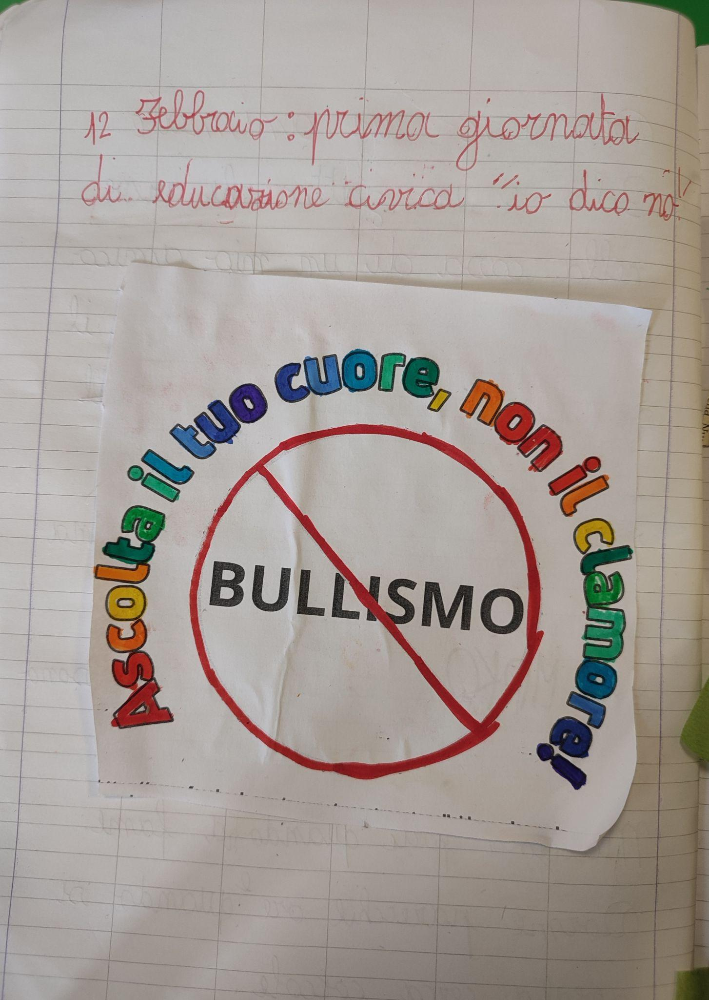 12 Febbraio: prima giornata
di educazione civica "io dico no!"
Ascolta il tuo cuore, non il clamore!
BULLISMO